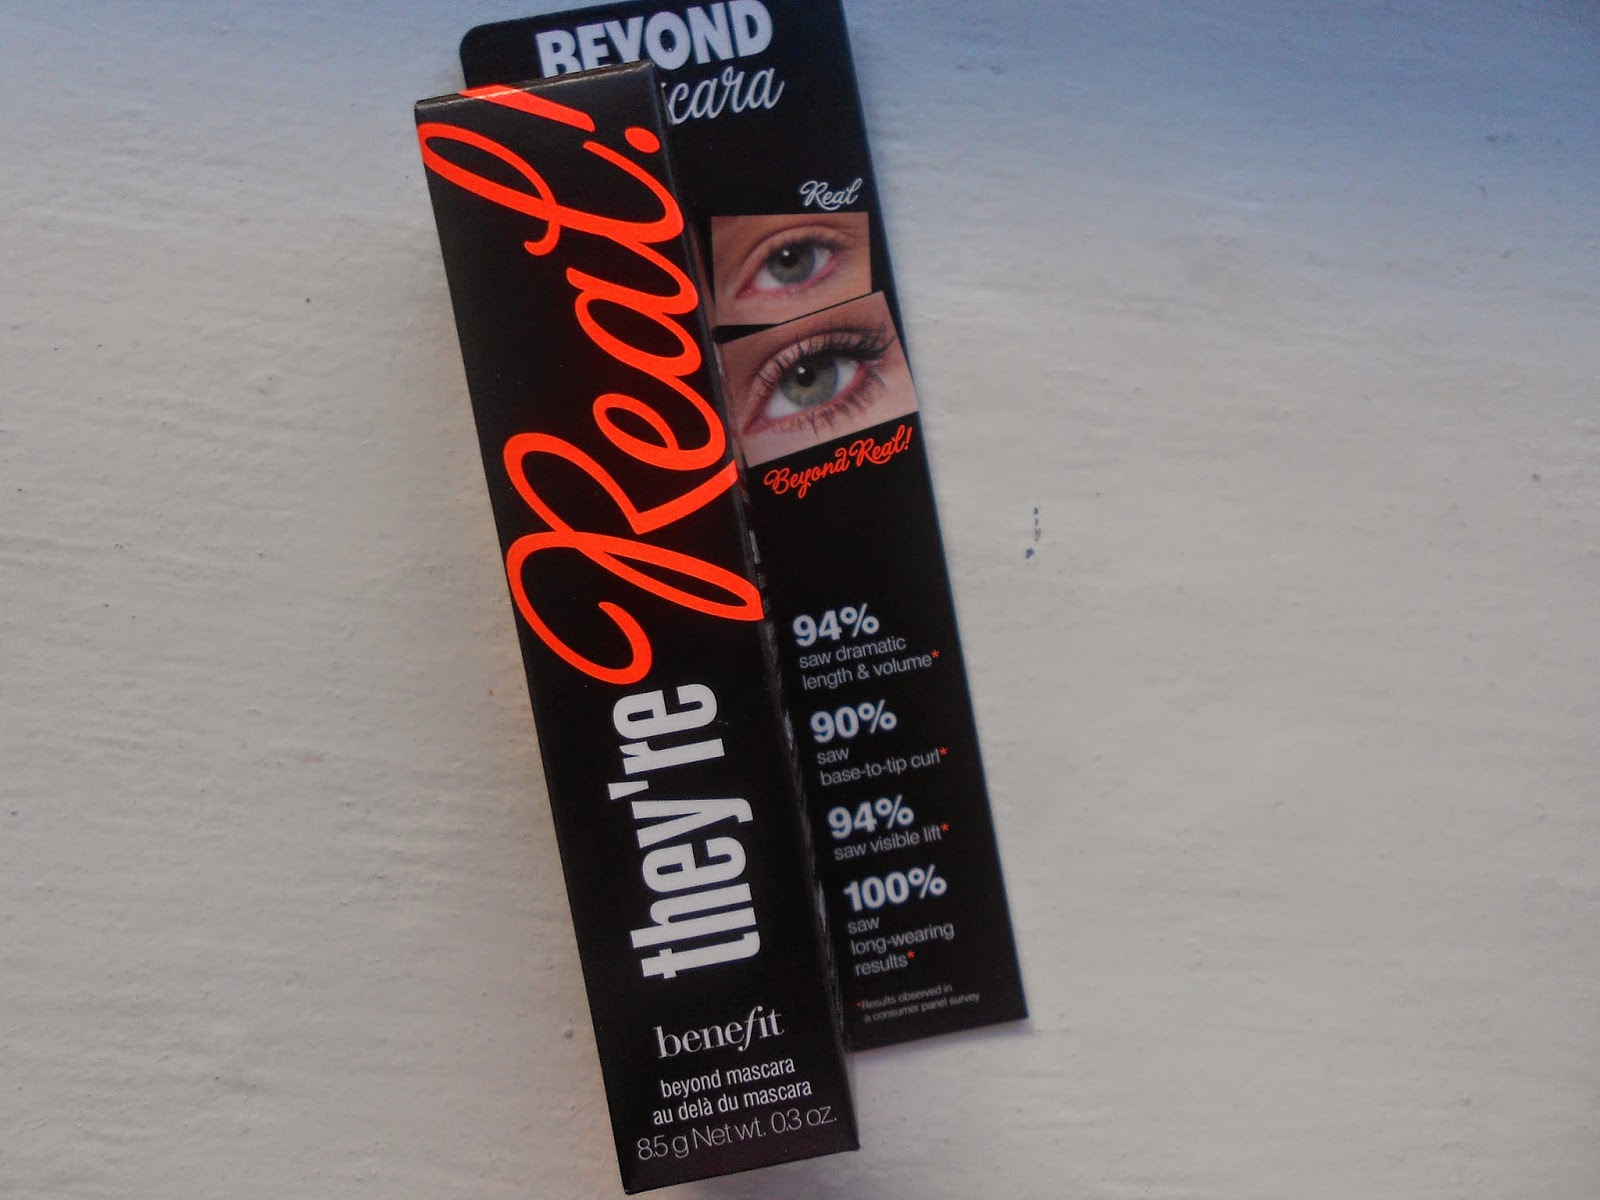 BEYOND
cara
Real
Beyond Real!
94%
saw dramatic
length & volume*
90%
saw
base-to-tip curl*
94%
saw visible lift*
100%
saw
long-wearing
results*
*Results observed in
a consumer panel survey
they're Real!
benefit
beyond mascara
au delà du mascara
8.5 g Net wt. 0.3 oz.